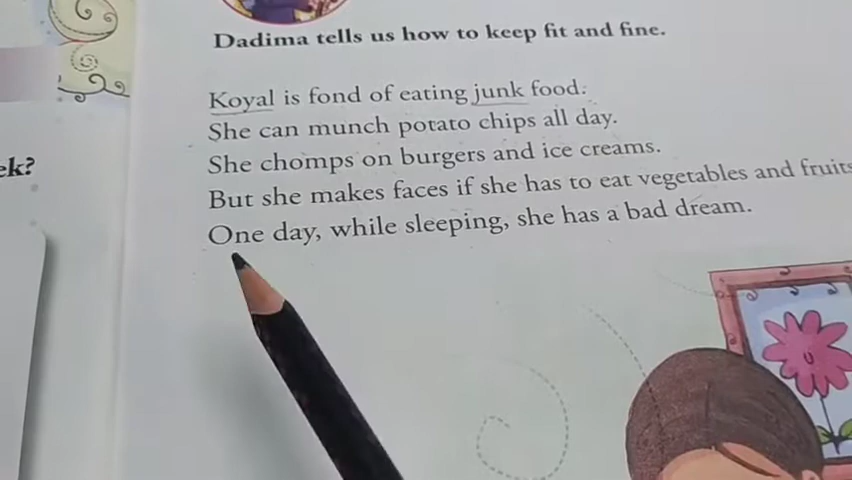 Dadima tells us how to keep fit and fine.
Koyal is fond of eating junk food.
She can munch potato chips all day.
She chomps on burgers and ice creams.
ek?
But she makes faces if she has to eat vegetables and fruits
One day, while sleeping, she has a bad dream.